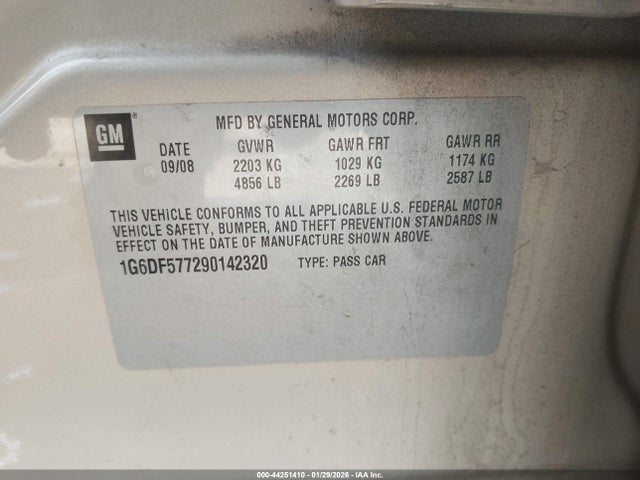 GM
®
MFD BY GENERAL MOTORS CORP.
DATE GVWR GAWR FRT GAWR RR
09/08 2203 KG 1029 KG 1174 KG
4856 LB 2269 LB 2587 LB
THIS VEHICLE CONFORMS TO ALL APPLICABLE U.S. FEDERAL MOTOR
VEHICLE SAFETY, BUMPER, AND THEFT PREVENTION STANDARDS IN
EFFECT ON THE DATE OF MANUFACTURE SHOWN ABOVE.
1G6DF577290142320 TYPE: PASS CAR
000-44251410 - 01/29/2026 - IAA Inc.